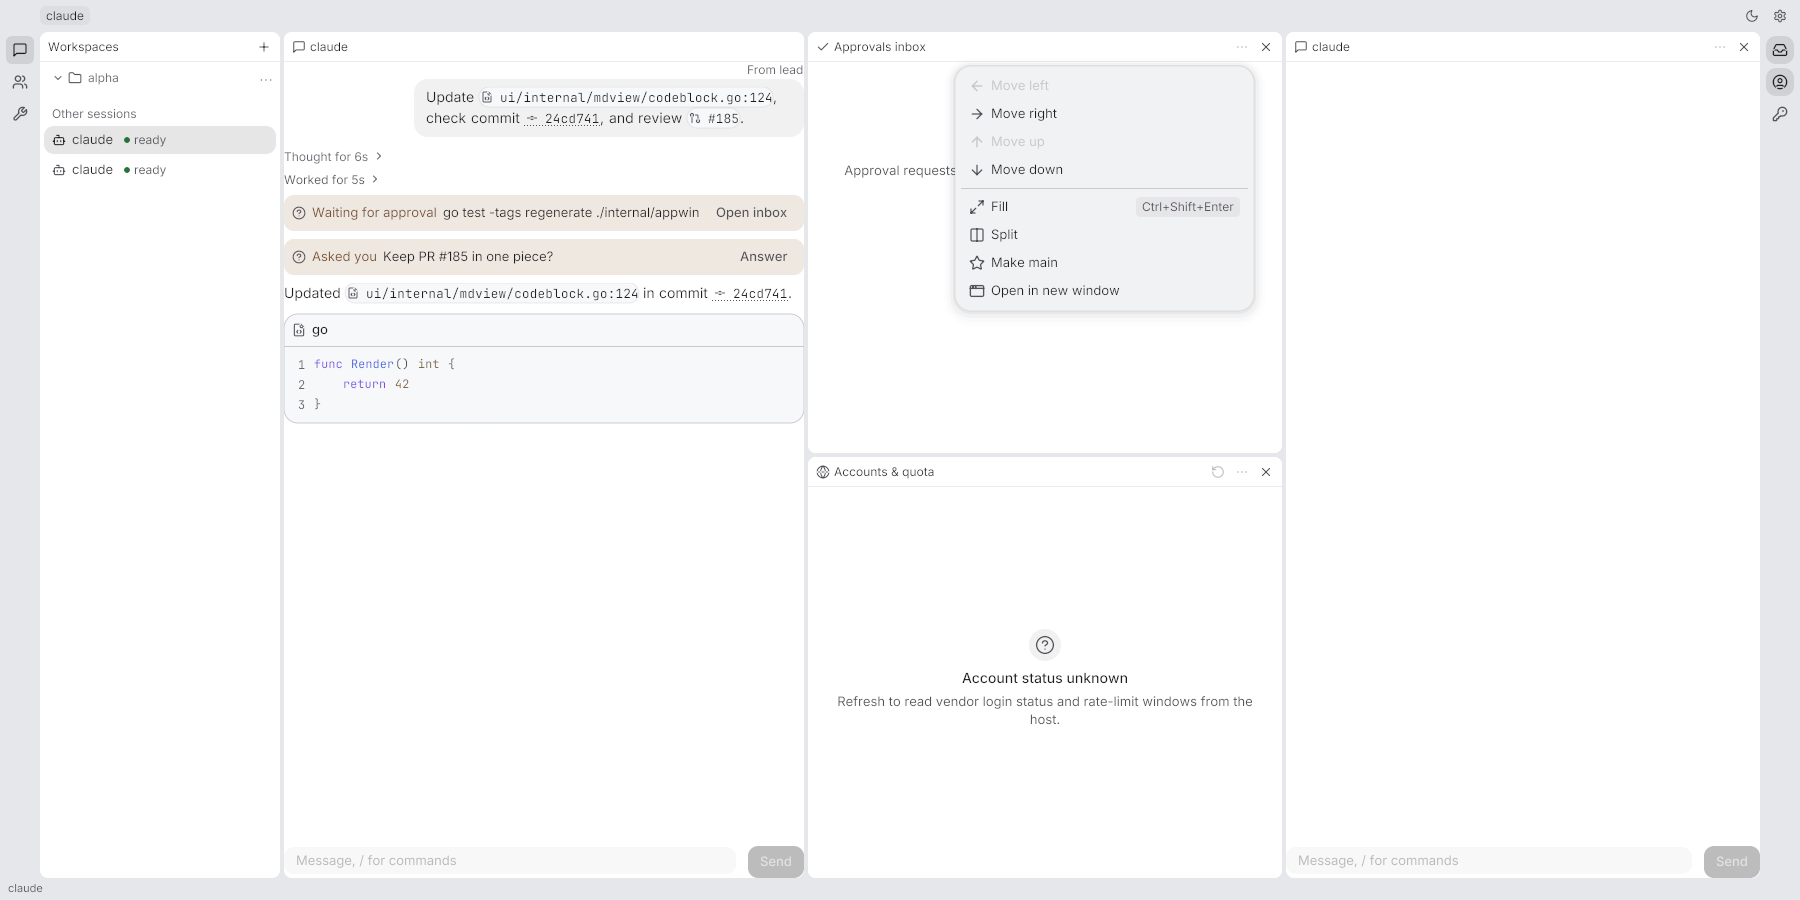 claude
Workspaces
alpha
Other sessions
claude ready
claude ready
claude
From lead
Update ui/internal/mdview/codeblock.go:124,
check commit 24cd741, and review #185.
Thought for 6s
Worked for 5s
Waiting for approval go test -tags regenerate ./internal/appwin Open inbox
Asked you Keep PR #185 in one piece? Answer
Updated ui/internal/mdview/codeblock.go:124 in commit 24cd741.
go
1 func Render() int {
2 return 42
3 }
Message, / for commands
Send
Approvals inbox
Approval requests
Move left
Move right
Move up
Move down
Fill Ctrl+Shift+Enter
Split
Make main
Open in new window
Accounts & quota
Account status unknown
Refresh to read vendor login status and rate-limit windows from the
host.
claude
Message, / for commands
Send
claude